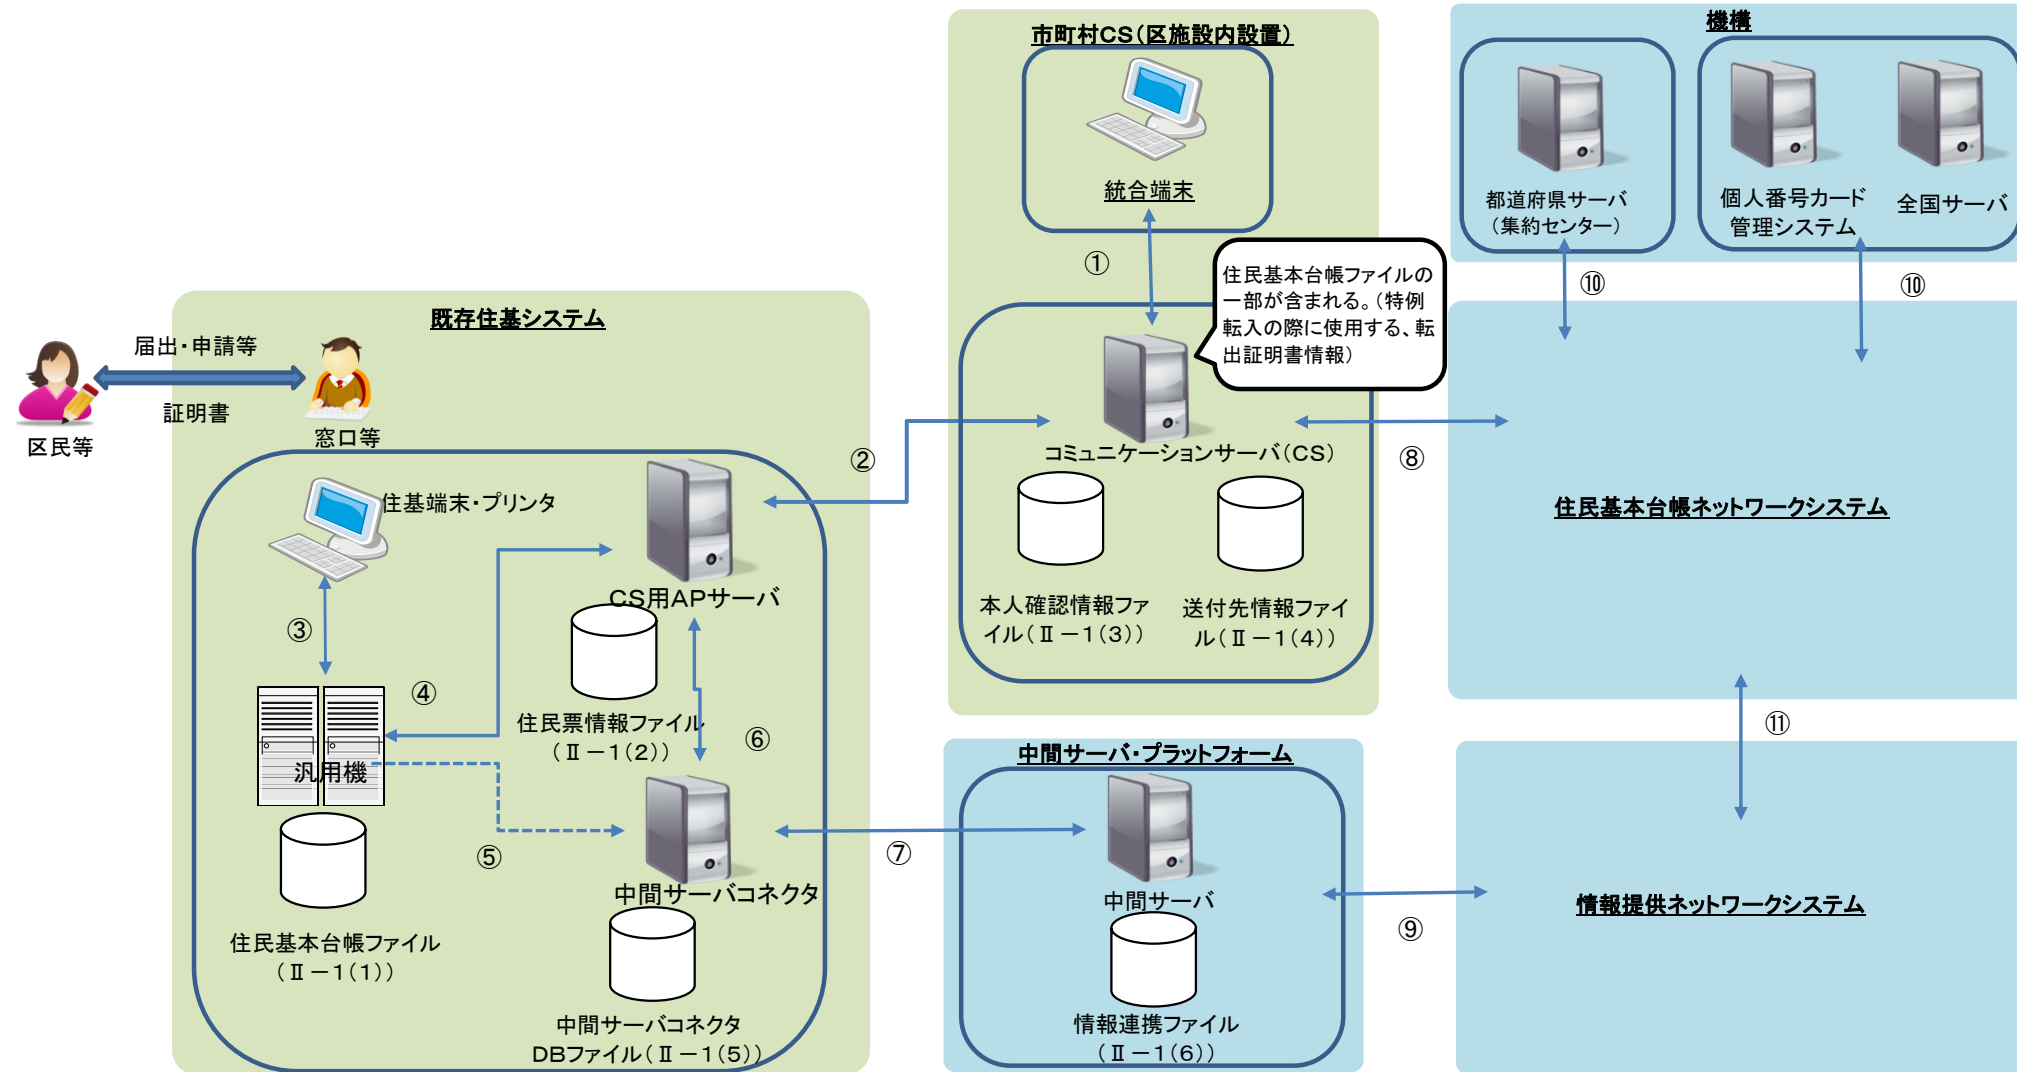 市町村CS(区施設内設置)
統合端末
①
住民基本台帳ファイルの
一部が含まれる。(特例
転入の際に使用する、転
出証明書情報)
コミュニケーションサーバ(CS)
本人確認情報ファ
イル(Ⅱ-1(3))
送付先情報ファイ
ル(Ⅱ-1(4))
機構
都道府県サーバ
(集約センター)
個人番号カード
管理システム
全国サーバ
⑩
⑩
既存住基システム
届出・申請等
証明書
区民等
窓口等
②
⑧
住民基本台帳ネットワークシステム
住基端末・プリンタ
CS用APサーバ
③
④
住民票情報ファイル
(Ⅱ-1(2))
⑥
汎用機
⑤
住民基本台帳ファイル
(Ⅱ-1(1))
中間サーバコネクタ
中間サーバコネクタ
DBファイル(Ⅱ-1(5))
⑦
中間サーバ・プラットフォーム
中間サーバ
情報連携ファイル
(Ⅱ-1(6))
⑨
⑪
情報提供ネットワークシステム